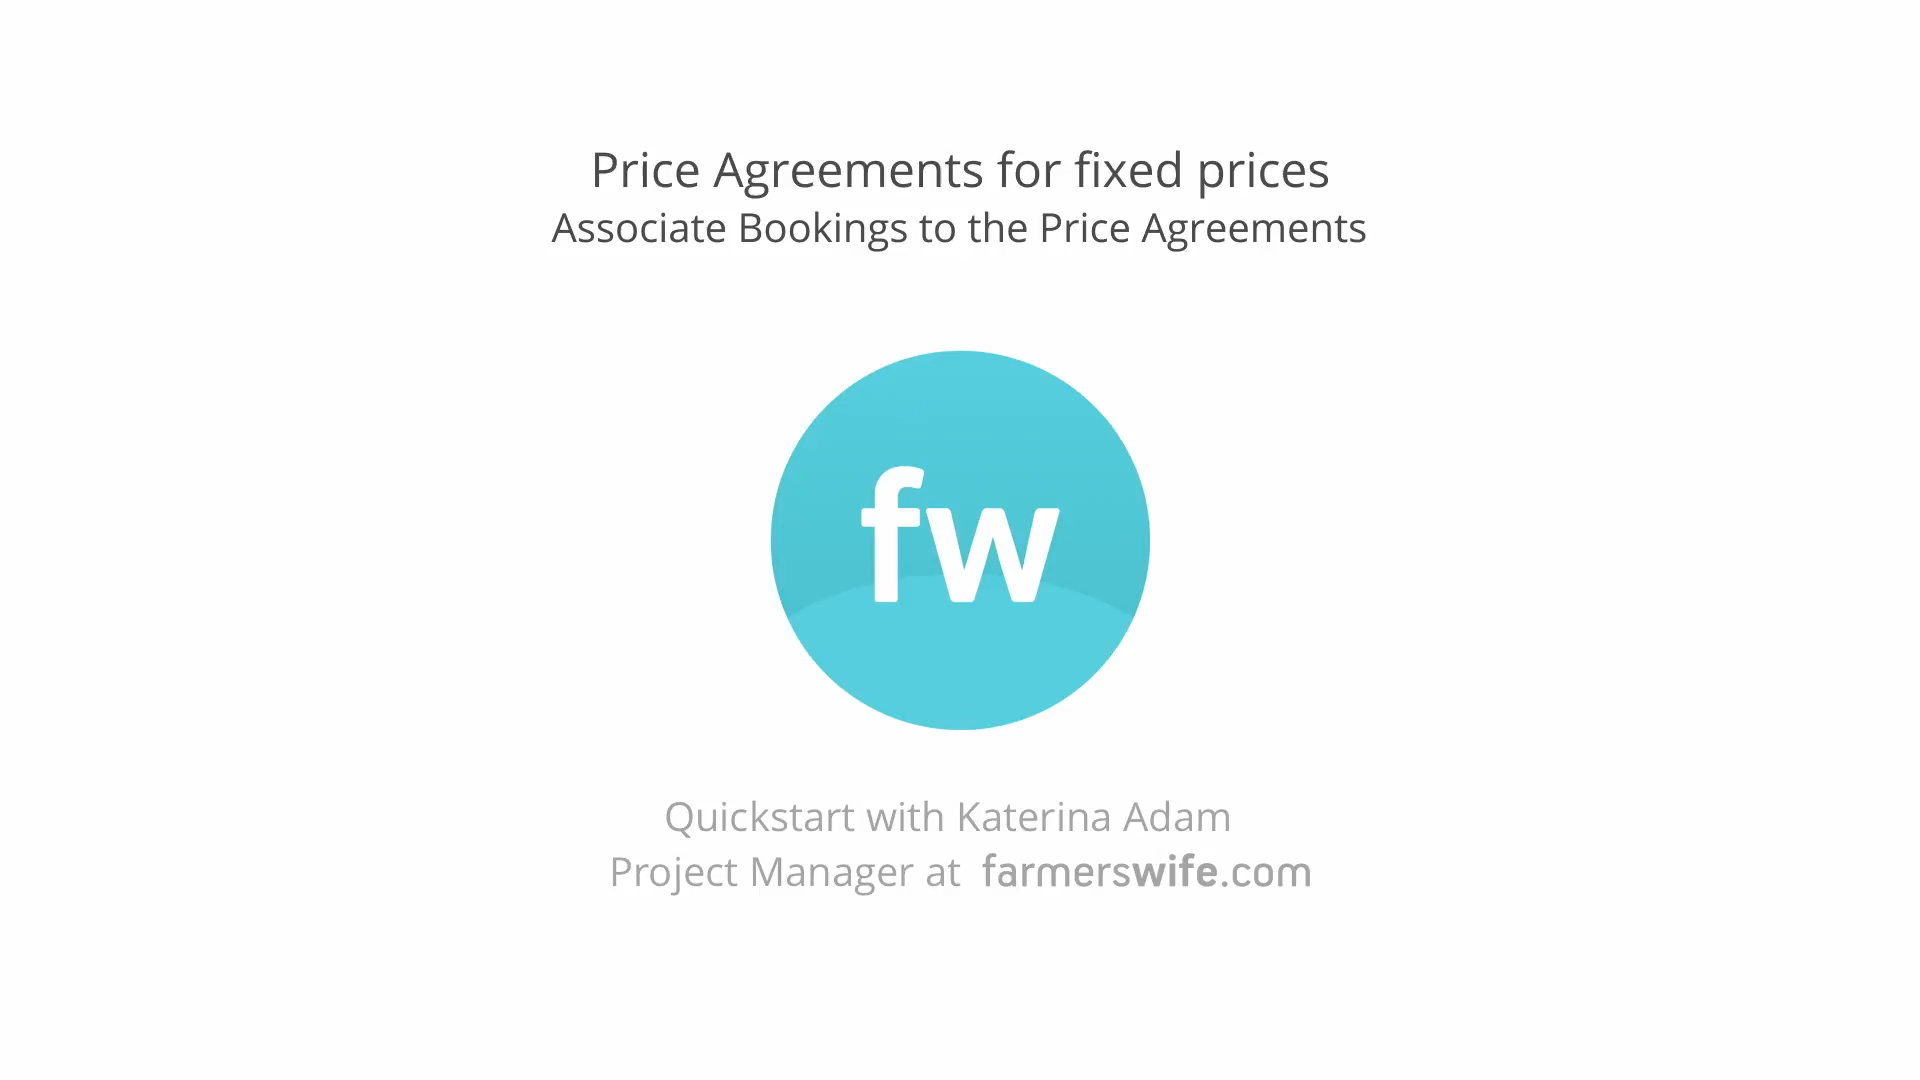 Price Agreements for fixed prices
Associate Bookings to the Price Agreements
fw
Quickstart with Katerina Adam
Project Manager at farmerswife.com